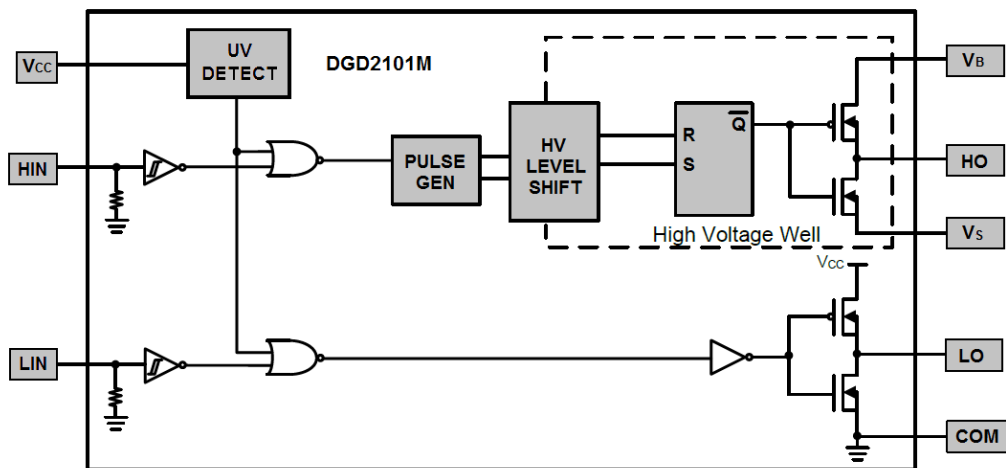 UV
DETECT
DGD2101M
VCC
VB
HIN
PULSE
GEN
HV
LEVEL
SHIFT
R
S
Q
HO
VS
High Voltage Well
VCC
LIN
LO
COM